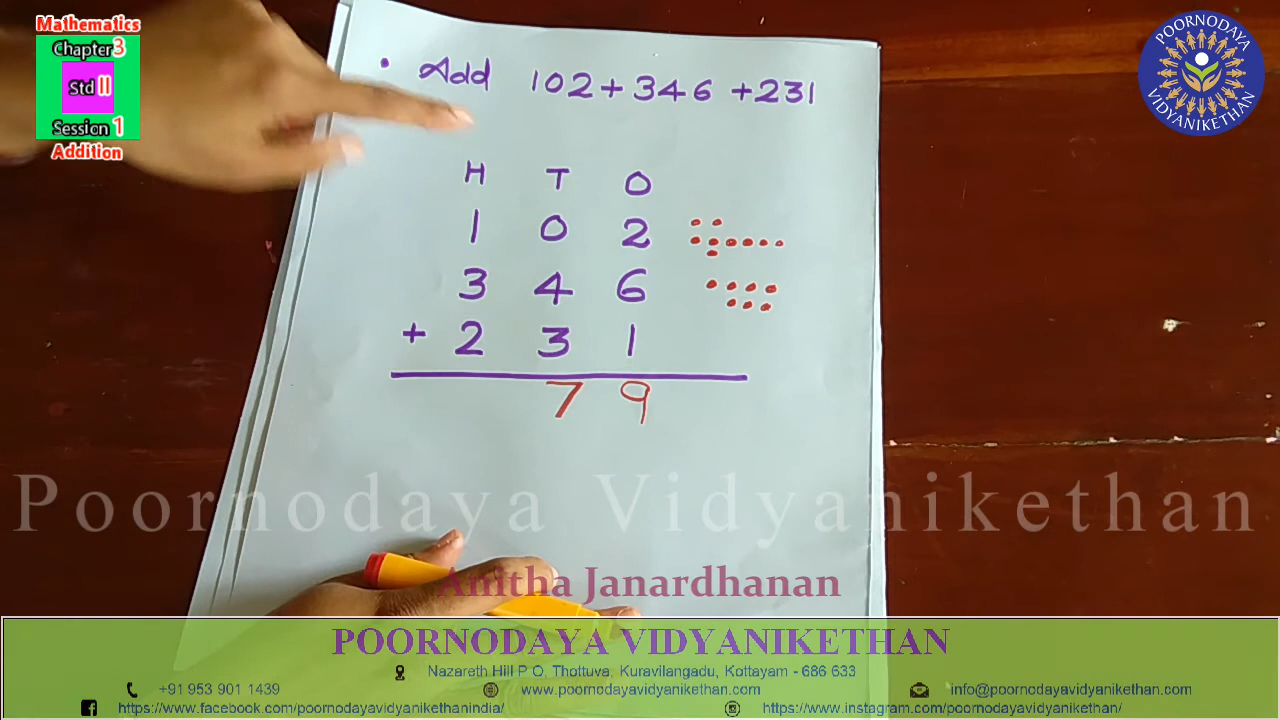 Mathematics
Chapter 3
Std II
Session 1
Addition
• Add 102 + 346 + 231
H T O
1 0 2
3 4 6
+ 2 3 1
7 9
POORNODAYA VIDYANIKETHAN
Poornodaya Vidyanikethan
Anitha Janardhanan
POORNODAYA VIDYANIKETHAN
Nazareth Hill P O, Thottuva, Kuravilangadu, Kottayam - 686 633
+91 953 901 1439 www.poornodayavidyanikethan.com info@poornodayavidyanikethan.com
https://www.facebook.com/poornodayavidyanikethanindia/ https://www.instagram.com/poornodayavidyanikethan/